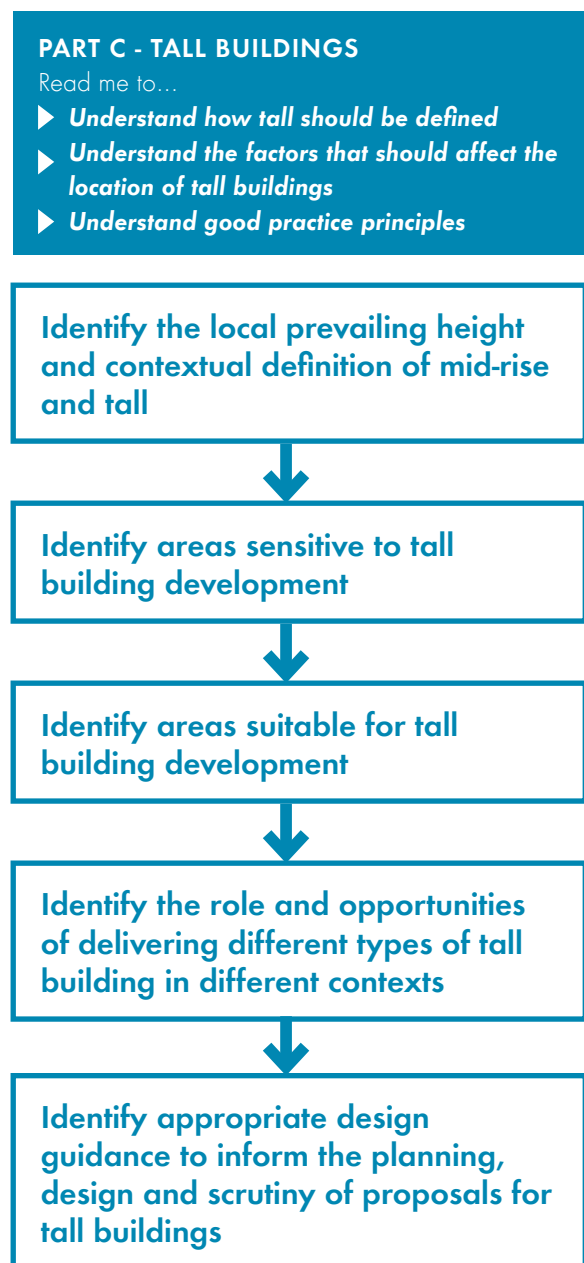 PART C - TALL BUILDINGS
Read me to...
Understand how tall should be defined
Understand the factors that should affect the
location of tall buildings
Understand good practice principles
Identify the local prevailing height
and contextual definition of mid-rise
and tall
Identify areas sensitive to tall
building development
Identify areas suitable for tall
building development
Identify the role and opportunities
of delivering different types of tall
building in different contexts
Identify appropriate design
guidance to inform the planning,
design and scrutiny of proposals for
tall buildings